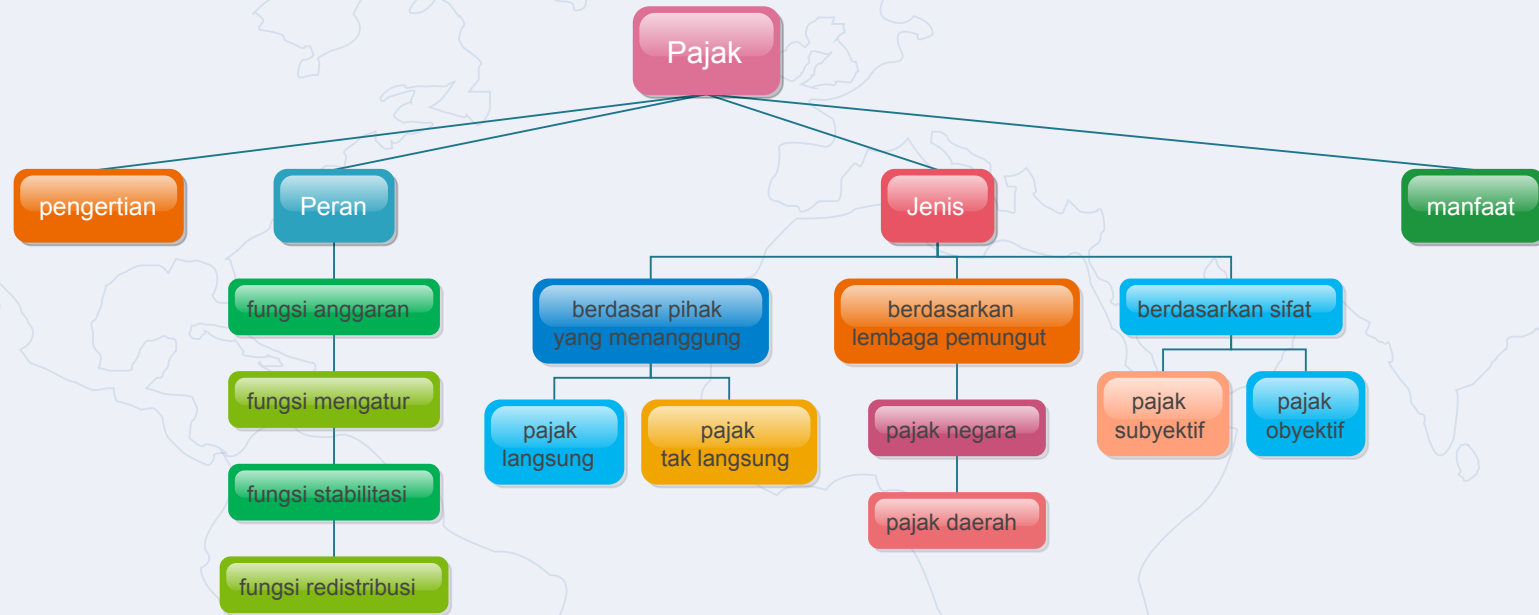 Pajak
pengertian
Peran
Jenis
manfaat
fungsi anggaran
fungsi mengatur
fungsi stabilitasi
fungsi redistribusi
berdasar pihak
yang menanggung
pajak
langsung
pajak
tak langsung
berdasarkan
lembaga pemungut
pajak negara
pajak daerah
berdasarkan sifat
pajak
subyektif
pajak
obyektif